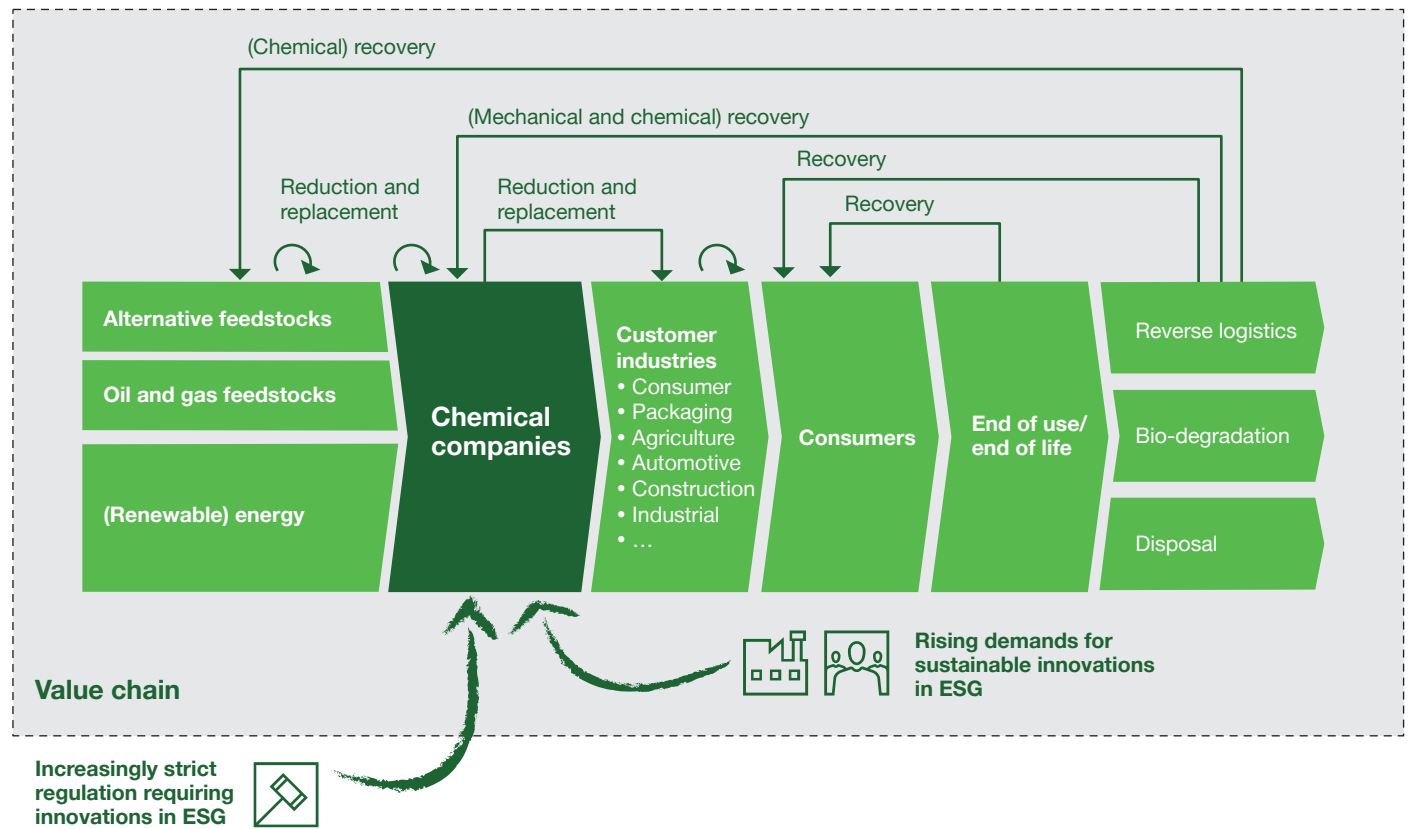 (Chemical) recovery
(Mechanical and chemical) recovery
Recovery
Recovery
Reduction and
replacement
Reduction and
replacement
Alternative feedstocks
Oil and gas feedstocks
(Renewable) energy
Chemical
companies
Customer
industries
• Consumer
• Packaging
• Agriculture
• Automotive
• Construction
• Industrial
• …
Consumers
End of use/
end of life
Reverse logistics
Bio-degradation
Disposal
Rising demands for
sustainable innovations
in ESG
Value chain
Increasingly strict
regulation requiring
innovations in ESG